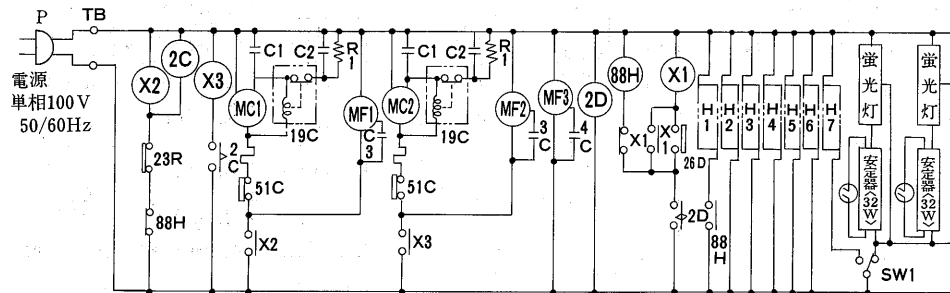 P
TB
電源
単相100V
50/60Hz
X2
2C
23R
88H
X3
2
C
MC1
C1
C2
R
1
19C
51C
X2
MF1
C
3
MC2
C1
C2
R
1
19C
51C
X3
MF2
3
C
MF3
4
C
2D
88H
X1
X1
X
1
26D
2D
88
H
H
1
H
2
H
3
H
4
H
5
H
6
H
7
蛍光灯
安定器
〈32W〉
蛍光灯
安定器
〈32W〉
SW1